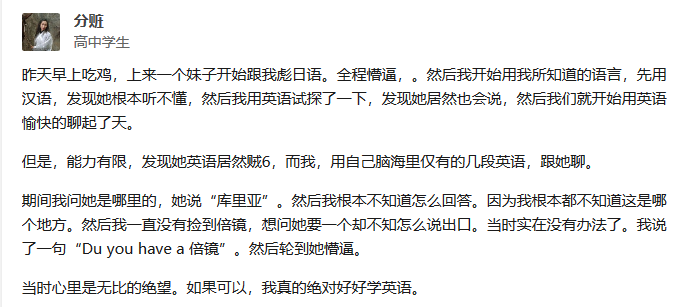 分赃
高中学生
昨天早上吃鸡，上来一个妹子开始跟我彪日语。全程懵逼，。然后我开始用我所知道的语言，先用
汉语，发现她根本听不懂，然后我用英语试探了一下，发现她居然也会说，然后我们就开始用英语
愉快的聊起了天。
但是，能力有限，发现她英语居然贼6，而我，用自己脑海里仅有的几段英语，跟她聊。
期间我问她是哪里的，她说“库里亚”。然后我根本不知道怎么回答。因为我根本都不知道这是哪
个地方。然后我一直没有捡到倍镜，想问她要一个却不知怎么说出口。当时实在没有办法了。我说
了一句“Du you have a 倍镜”。然后轮到她懵逼。
当时心里是无比的绝望。如果可以，我真的绝对好好学英语。